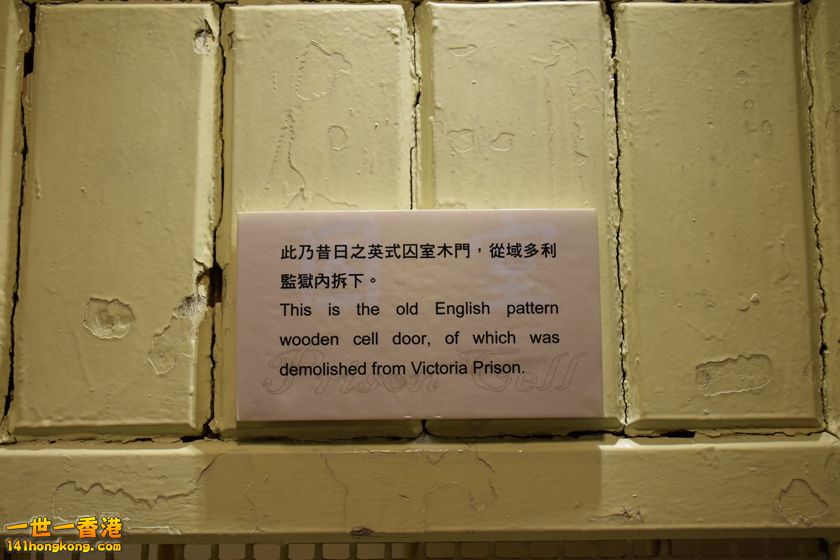 此乃昔日之英式囚室木門，從域多利
監獄內拆下。
This is the old English pattern
wooden cell door, of which was
demolished from Victoria Prison.
Prison Cell
一世一香港
141hongkong.com